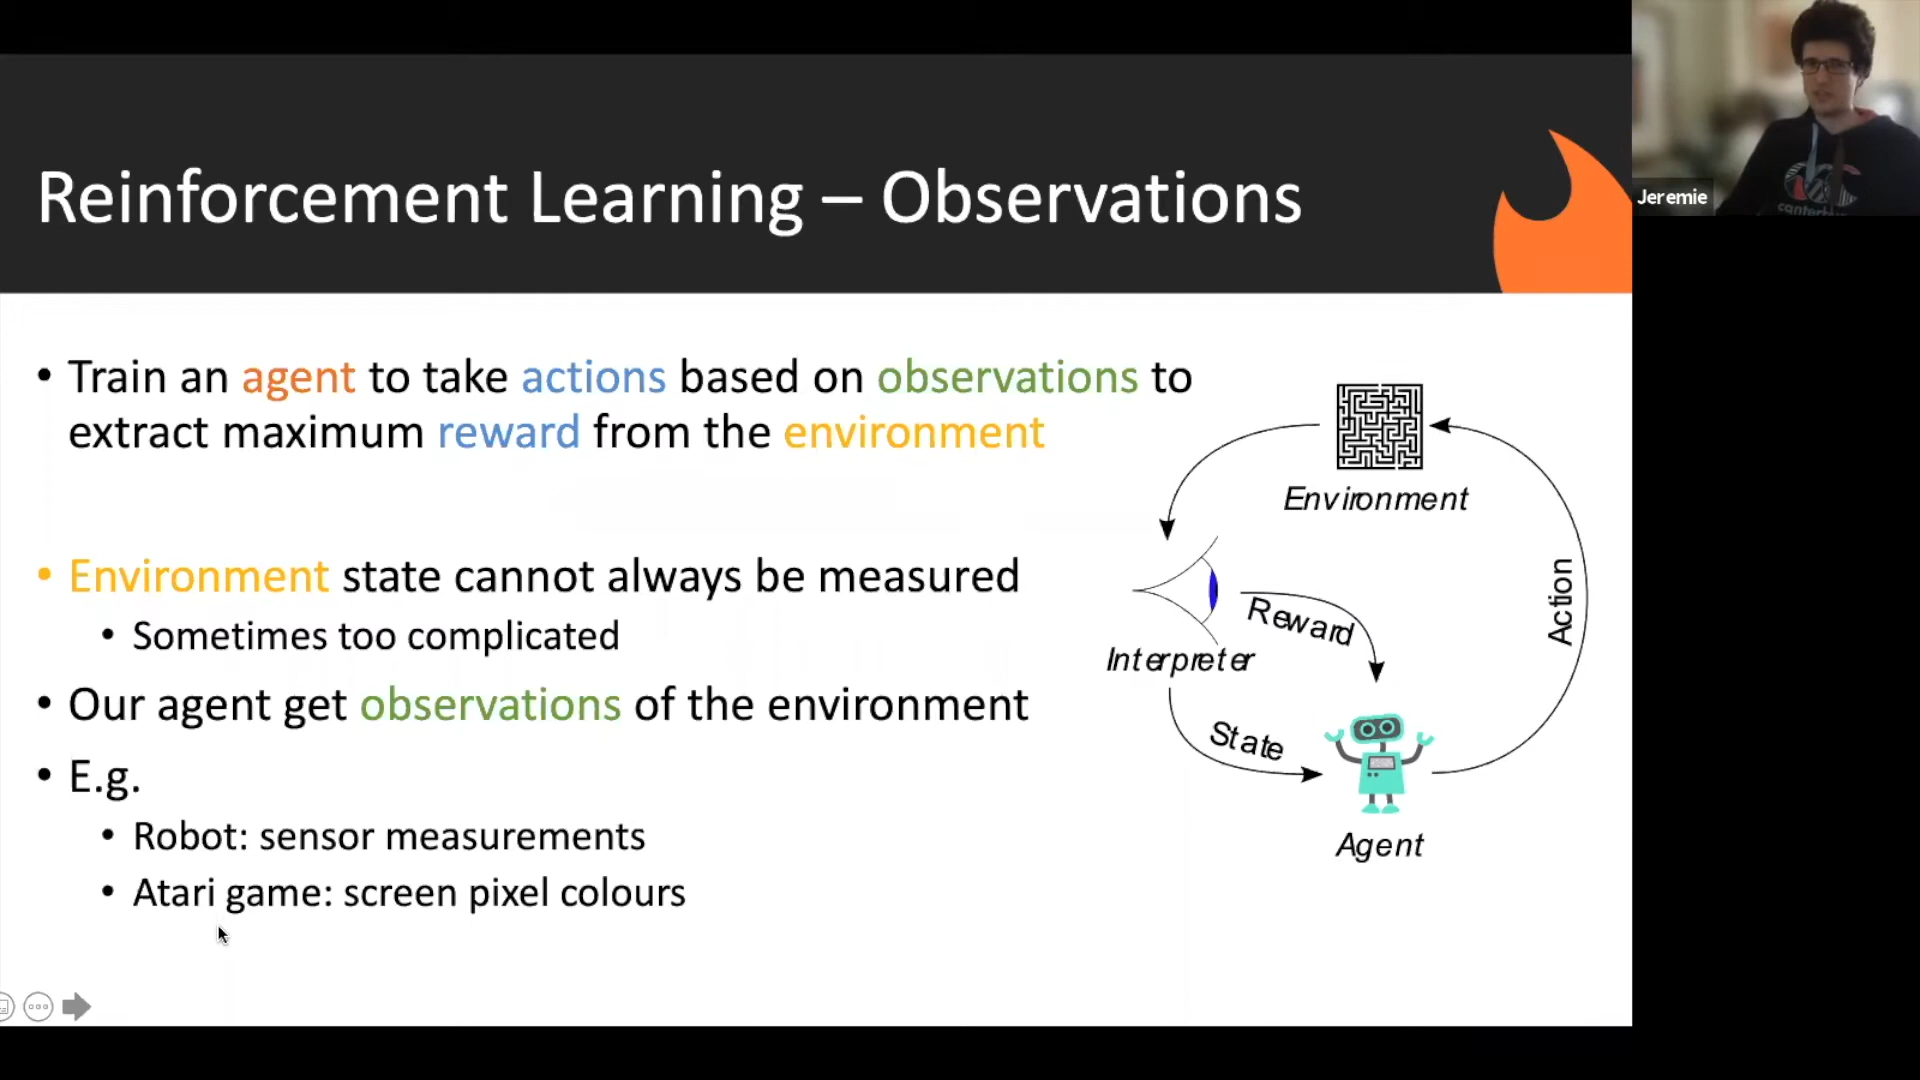 Reinforcement Learning – Observations
Jeremie
• Train an agent to take actions based on observations to
extract maximum reward from the environment
• Environment state cannot always be measured
• Sometimes too complicated
• Our agent get observations of the environment
• E.g.
• Robot: sensor measurements
• Atari game: screen pixel colours
Environment
Action
Reward
Interpreter
State
Agent